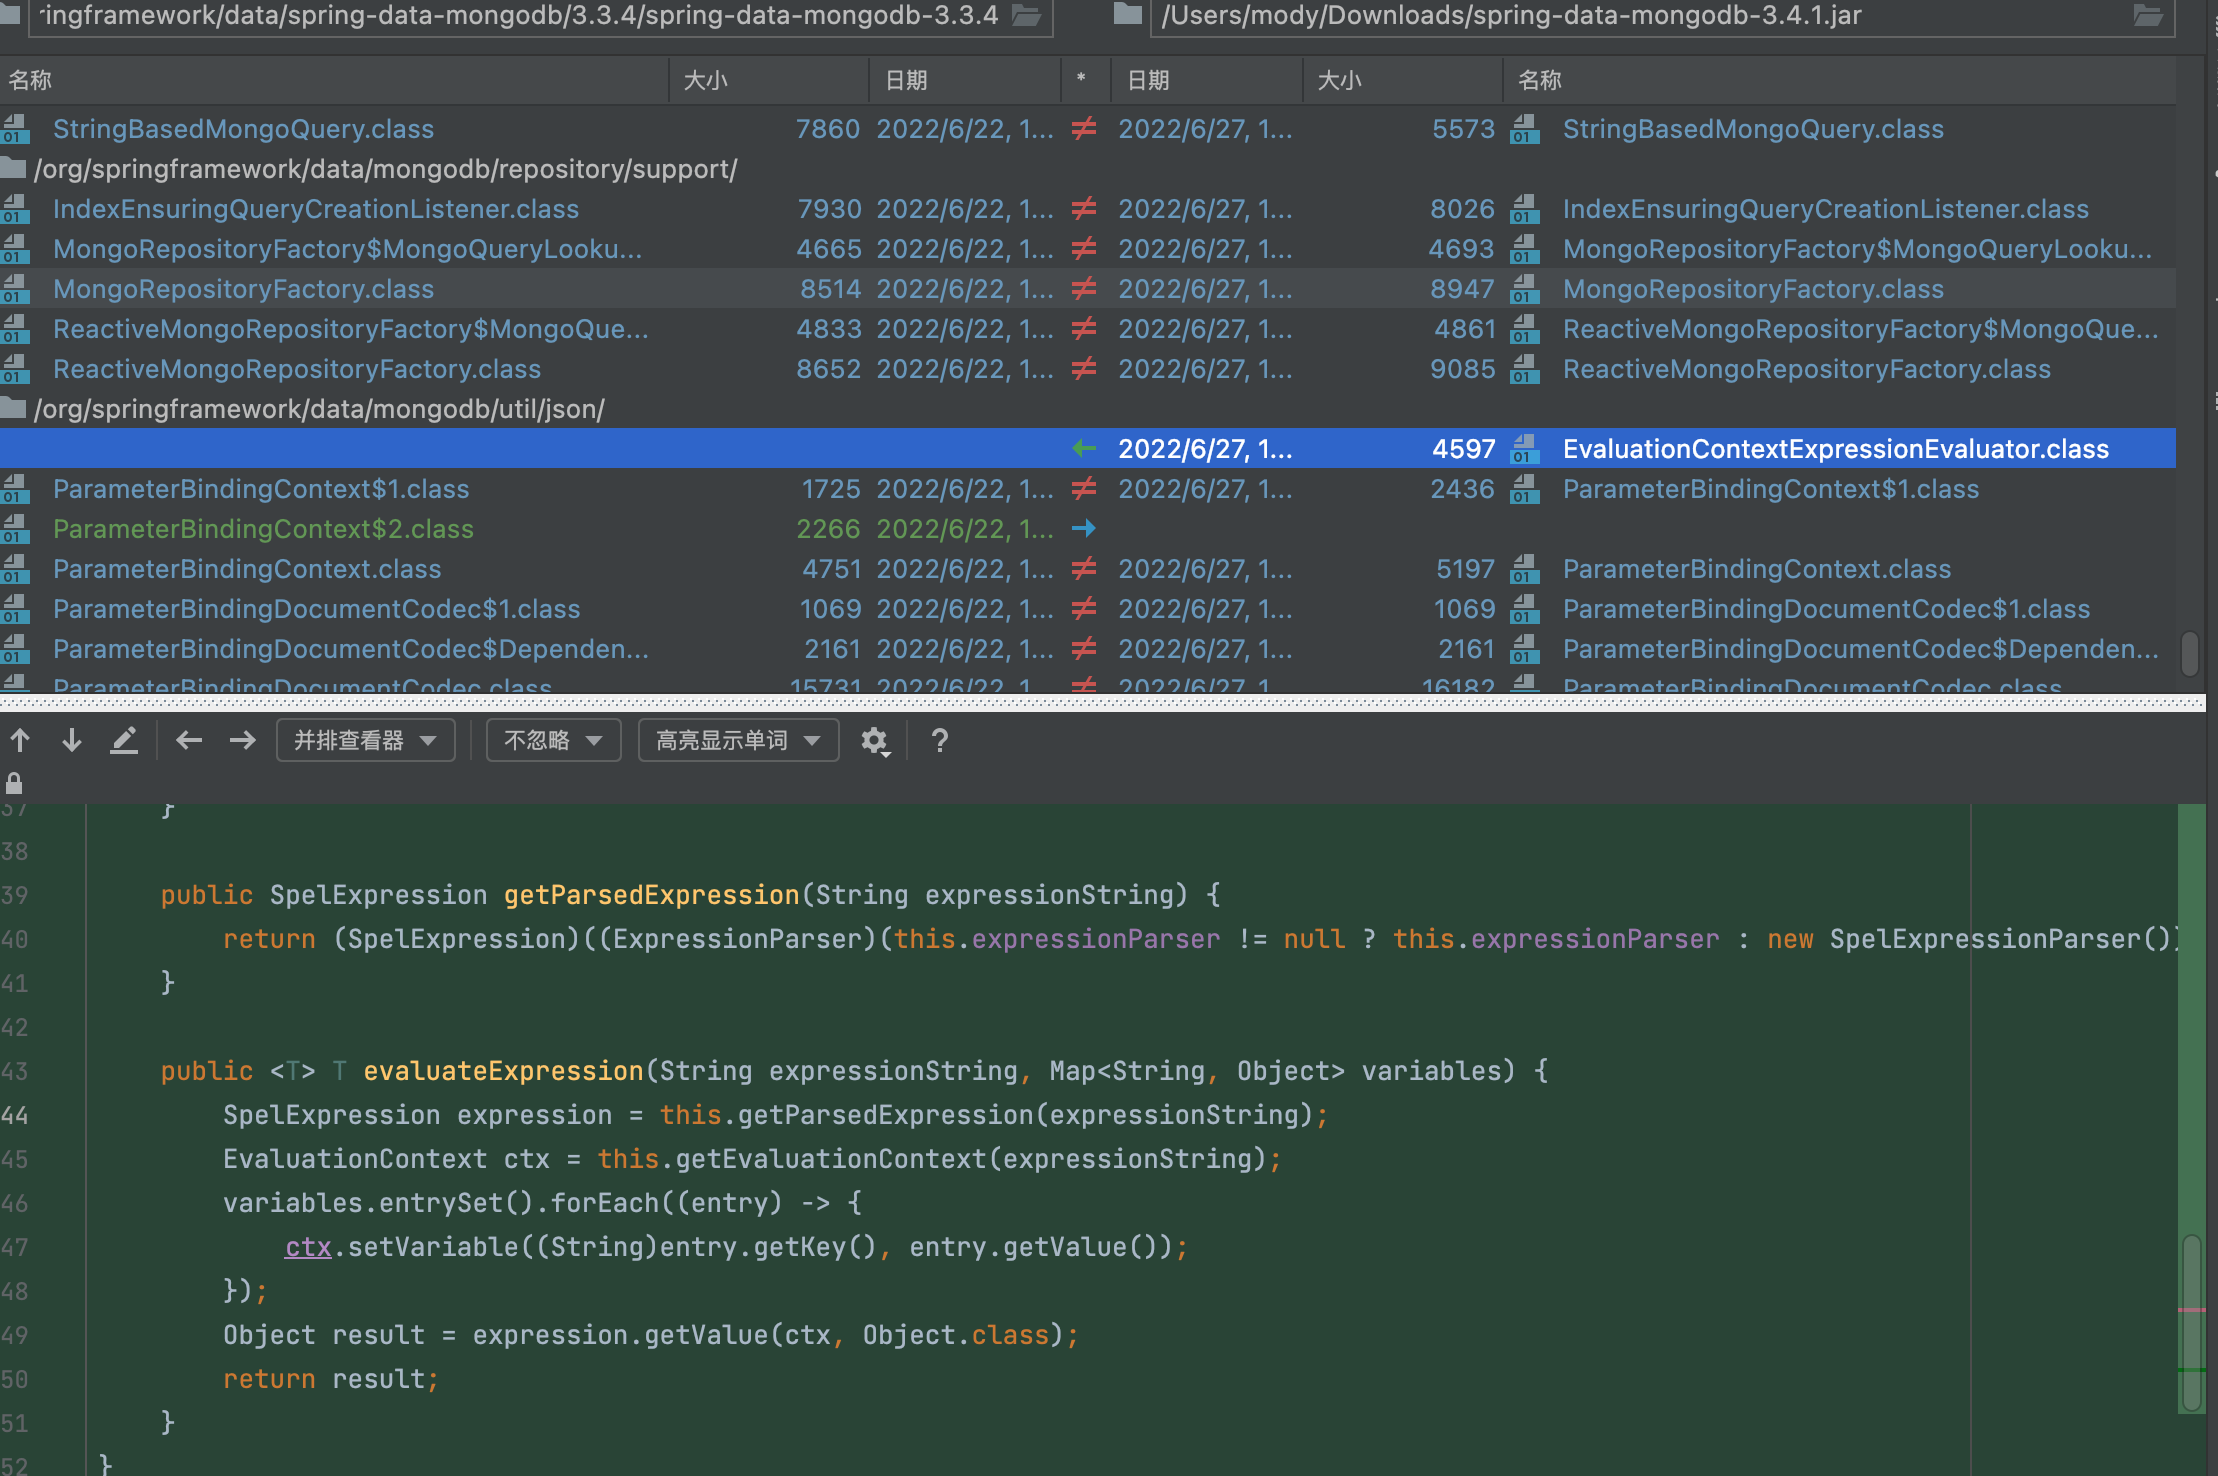 ringframework/data/spring-data-mongodb/3.3.4/spring-data-mongodb-3.3.4 /Users/mody/Downloads/spring-data-mongodb-3.4.1.jar
名称 大小 日期 * 日期 大小 名称
StringBasedMongoQuery.class 7860 2022/6/22, 1... ≠ 2022/6/27, 1... 5573 StringBasedMongoQuery.class
/org/springframework/data/mongodb/repository/support/
IndexEnsuringQueryCreationListener.class 7930 2022/6/22, 1... ≠ 2022/6/27, 1... 8026 IndexEnsuringQueryCreationListener.class
MongoRepositoryFactory$MongoQueryLooku... 4665 2022/6/22, 1... ≠ 2022/6/27, 1... 4693 MongoRepositoryFactory$MongoQueryLooku...
MongoRepositoryFactory.class 8514 2022/6/22, 1... ≠ 2022/6/27, 1... 8947 MongoRepositoryFactory.class
ReactiveMongoRepositoryFactory$MongoQue... 4833 2022/6/22, 1... ≠ 2022/6/27, 1... 4861 ReactiveMongoRepositoryFactory$MongoQue...
ReactiveMongoRepositoryFactory.class 8652 2022/6/22, 1... ≠ 2022/6/27, 1... 9085 ReactiveMongoRepositoryFactory.class
/org/springframework/data/mongodb/util/json/
← 2022/6/27, 1... 4597 EvaluationContextExpressionEvaluator.class
ParameterBindingContext$1.class 1725 2022/6/22, 1... ≠ 2022/6/27, 1... 2436 ParameterBindingContext$1.class
ParameterBindingContext$2.class 2266 2022/6/22, 1... →
ParameterBindingContext.class 4751 2022/6/22, 1... ≠ 2022/6/27, 1... 5197 ParameterBindingContext.class
ParameterBindingDocumentCodec$1.class 1069 2022/6/22, 1... ≠ 2022/6/27, 1... 1069 ParameterBindingDocumentCodec$1.class
ParameterBindingDocumentCodec$Dependen... 2161 2022/6/22, 1... ≠ 2022/6/27, 1... 2161 ParameterBindingDocumentCodec$Dependen...
ParameterBindingDocumentCodec.class 15731 2022/6/22, 1... ≠ 2022/6/27, 1... 16182 ParameterBindingDocumentCodec.class
并排查看器 不忽略 高亮显示单词 ?
37 }
38
39 public SpelExpression getParsedExpression(String expressionString) {
40 return (SpelExpression)((ExpressionParser)(this.expressionParser != null ? this.expressionParser : new SpelExpressionParser())
41 }
42
43 public <T> T evaluateExpression(String expressionString, Map<String, Object> variables) {
44 SpelExpression expression = this.getParsedExpression(expressionString);
45 EvaluationContext ctx = this.getEvaluationContext(expressionString);
46 variables.entrySet().forEach((entry) -> {
47 ctx.setVariable((String)entry.getKey(), entry.getValue());
48 });
49 Object result = expression.getValue(ctx, Object.class);
50 return result;
51 }
52 }